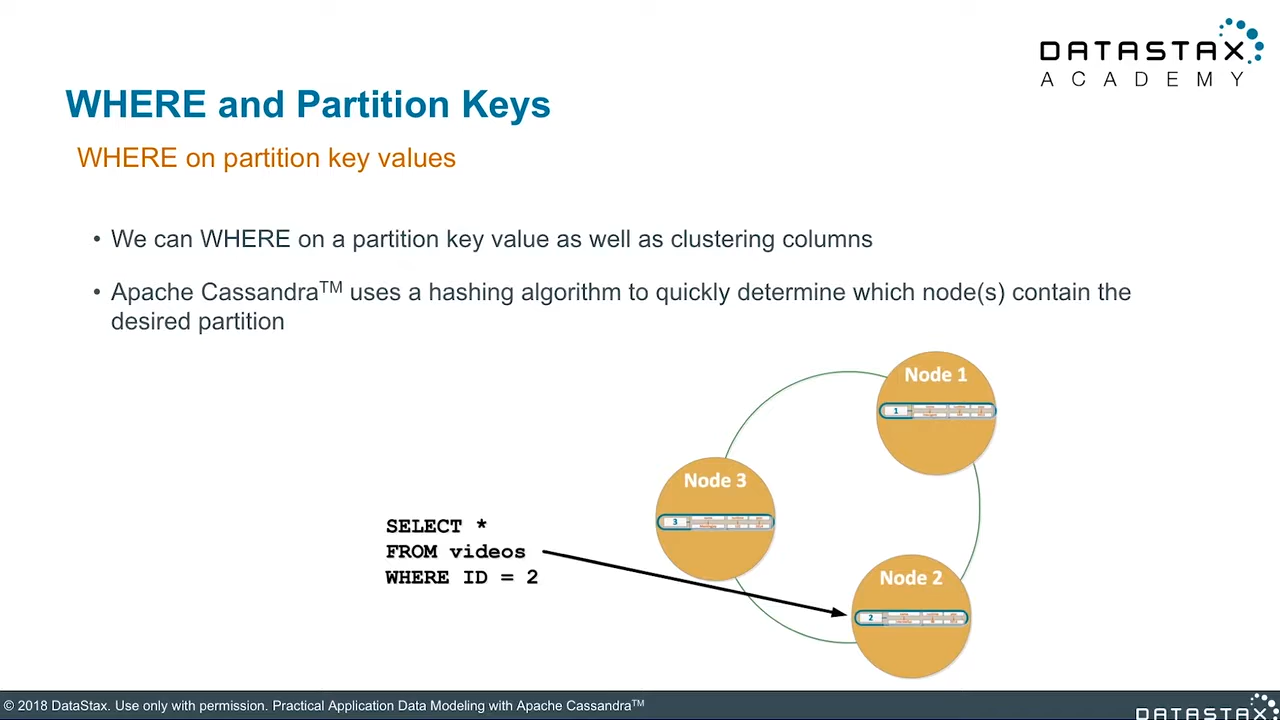 DATASTAX
ACADEMY
WHERE and Partition Keys
WHERE on partition key values
• We can WHERE on a partition key value as well as clustering columns
• Apache Cassandra™ uses a hashing algorithm to quickly determine which node(s) contain the
desired partition
Node 1
1
Node 3
3
SELECT *
FROM videos
WHERE ID = 2
Node 2
2
© 2018 DataStax. Use only with permission. Practical Application Data Modeling with Apache Cassandra™
DATASTAX